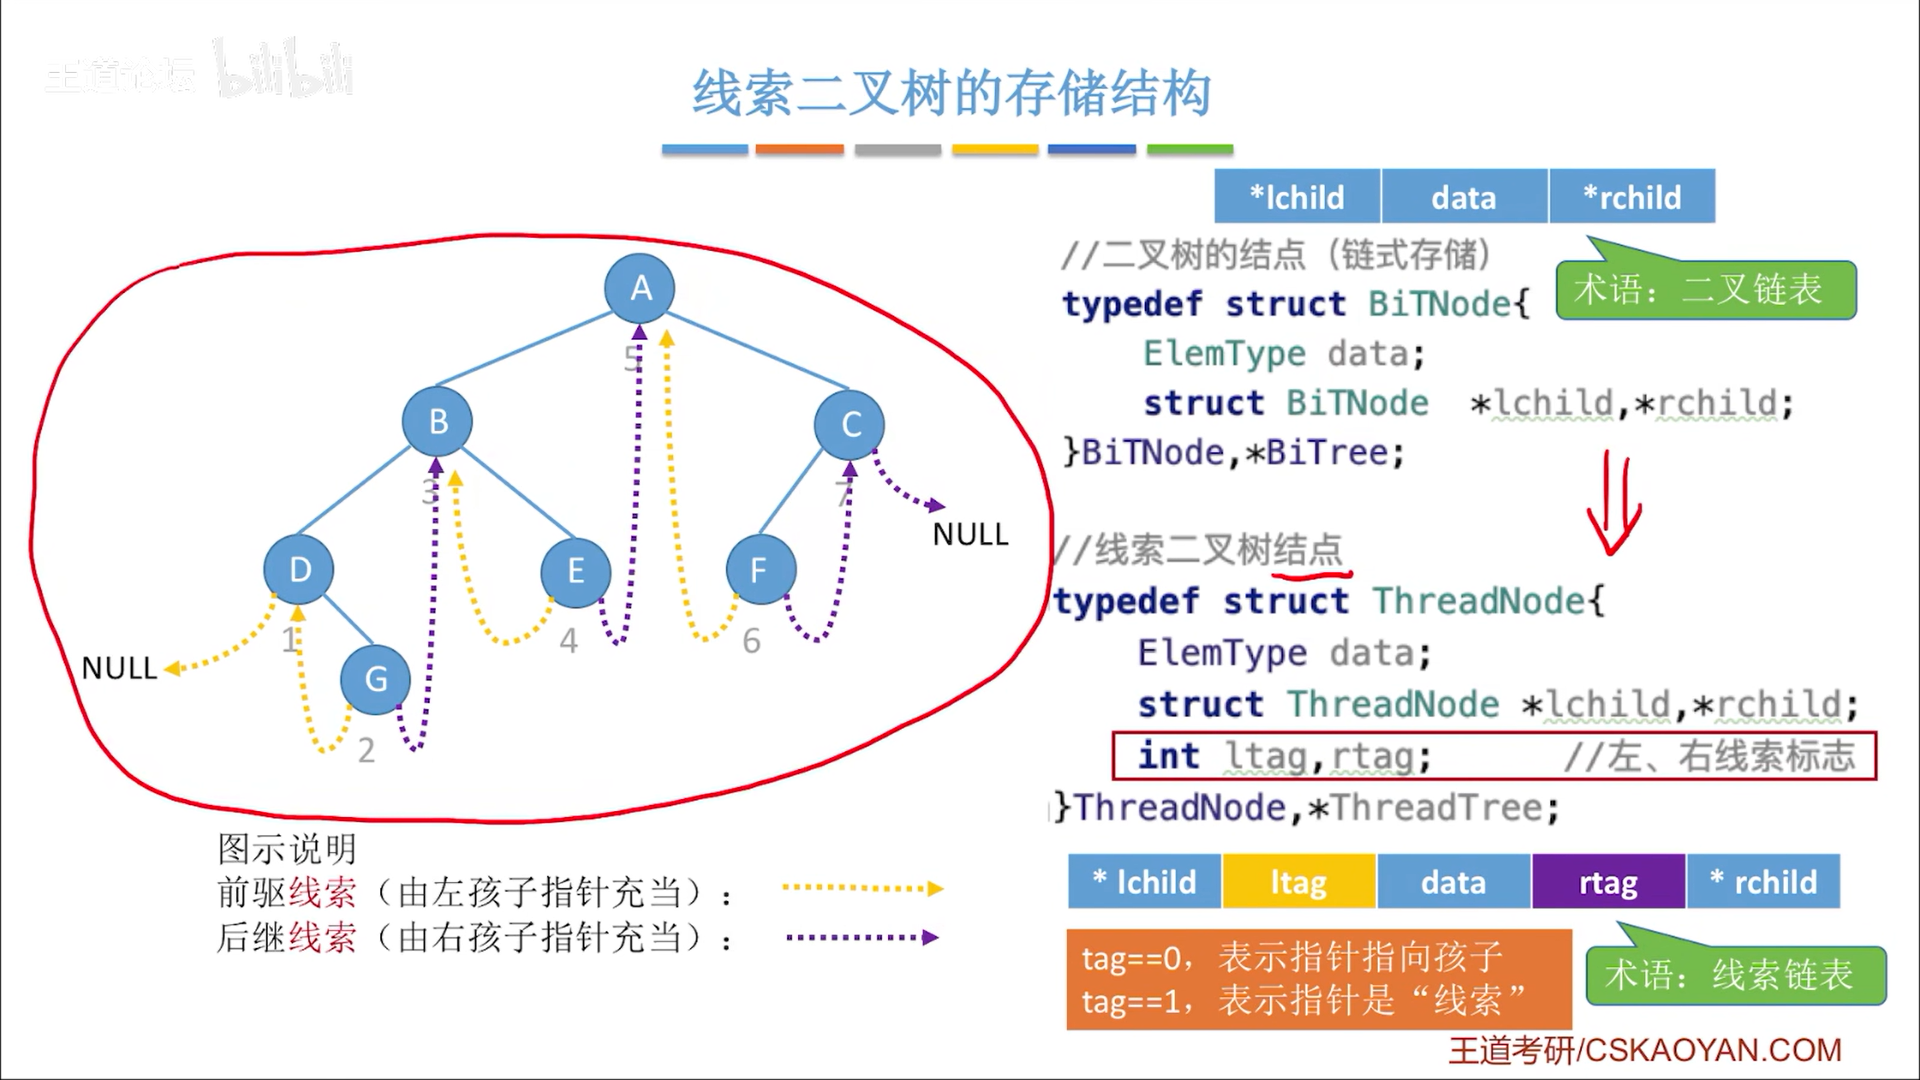 王道论坛 bilibili
线索二叉树的存储结构
*lchild data *rchild
//二叉树的结点（链式存储）
术语：二叉链表
typedef struct BiTNode{
ElemType data;
struct BiTNode *lchild,*rchild;
}BiTNode,*BiTree;
//线索二叉树结点
typedef struct ThreadNode{
ElemType data;
struct ThreadNode *lchild,*rchild;
int ltag,rtag; //左、右线索标志
}ThreadNode,*ThreadTree;
* lchild ltag data rtag * rchild
tag==0，表示指针指向孩子
tag==1，表示指针是“线索”
术语：线索链表
A
5
B
C
3
7
NULL
D
E
F
1
4
6
NULL
G
2
图示说明
前驱线索（由左孩子指针充当）：
后继线索（由右孩子指针充当）：
王道考研/CSKAOYAN.COM